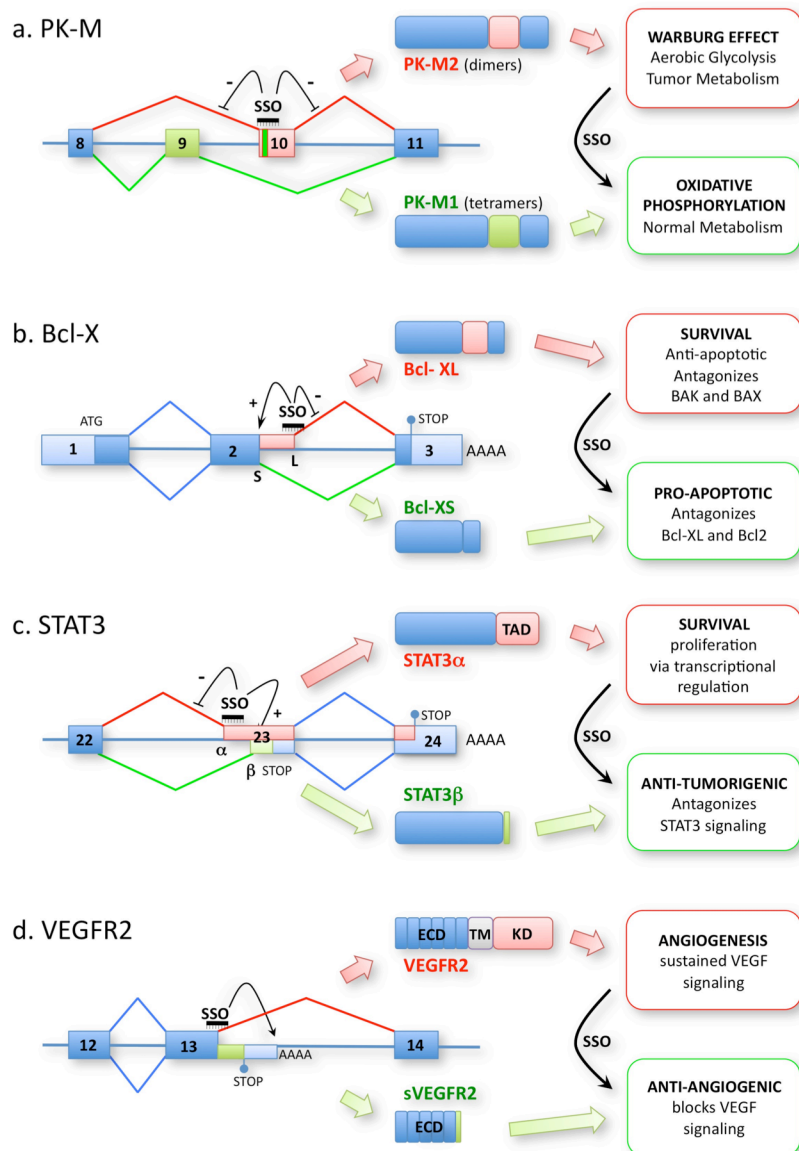 a. PK-M
PK-M2 (dimers)
WARBURG EFFECT
Aerobic Glycolysis
Tumor Metabolism
- -
SSO
8 9 10 11
SSO
PK-M1 (tetramers)
OXIDATIVE
PHOSPHORYLATION
Normal Metabolism
b. Bcl-X
Bcl- XL
SURVIVAL
Anti-apoptotic
Antagonizes
BAK and BAX
+ -
SSO
ATG
STOP
1 2 3 AAAA
S L
SSO
Bcl-XS
PRO-APOPTOTIC
Antagonizes
Bcl-XL and Bcl2
c. STAT3
TAD
STAT3α
SURVIVAL
proliferation
via transcriptional
regulation
- SSO +
STOP
22 23 24 AAAA
α
β STOP
SSO
STAT3β
ANTI-TUMORIGENIC
Antagonizes
STAT3 signaling
d. VEGFR2
ECD TM KD
VEGFR2
ANGIOGENESIS
sustained VEGF
signaling
SSO
12 13 14
AAAA
STOP
SSO
sVEGFR2
ECD
ANTI-ANGIOGENIC
blocks VEGF
signaling